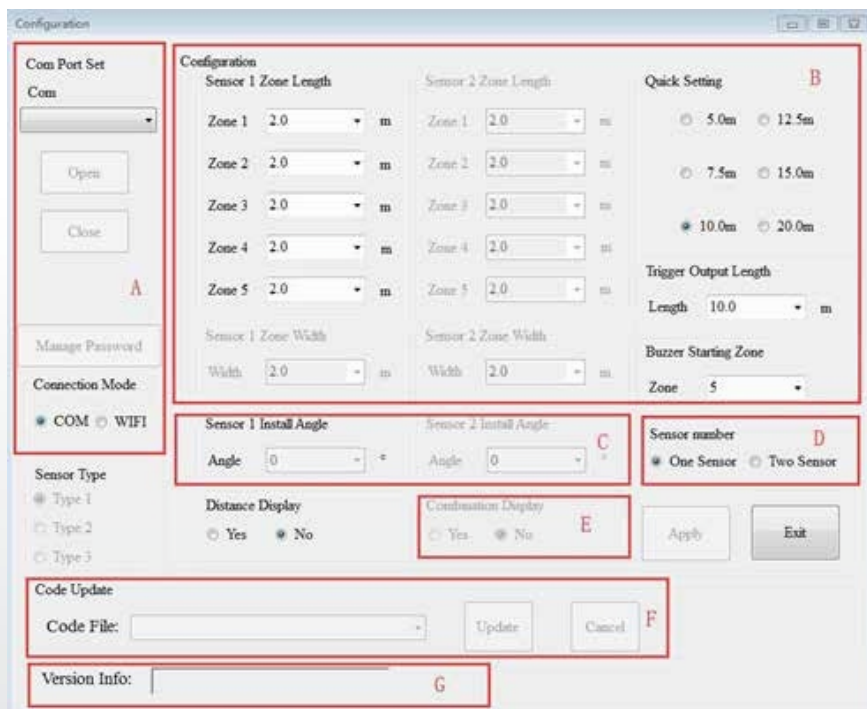 Configuration
Com Port Set
Com
Open
Close
A
Manage Password
Connection Mode
COM WIFI
Sensor Type
Type 1
Type 2
Type 3
Configuration
B
Sensor 1 Zone Length
Zone 1 2.0 m
Zone 2 2.0 m
Zone 3 2.0 m
Zone 4 2.0 m
Zone 5 2.0 m
Sensor 1 Zone Width
Width 2.0 m
Sensor 2 Zone Length
Zone 1 2.0 m
Zone 2 2.0 m
Zone 3 2.0 m
Zone 4 2.0 m
Zone 5 2.0 m
Sensor 2 Zone Width
Width 2.0 m
Quick Setting
5.0m 12.5m
7.5m 15.0m
10.0m 20.0m
Trigger Output Length
Length 10.0 m
Buzzer Starting Zone
Zone 5
Sensor 1 Install Angle
Angle 0 °
Sensor 2 Install Angle
Angle 0 °
C
Sensor number
D
One Sensor Two Sensor
Distance Display
Yes No
Combination Display
Yes No
E
Apply Exit
Code Update
Code File: Update Cancel
F
Version Info:
G